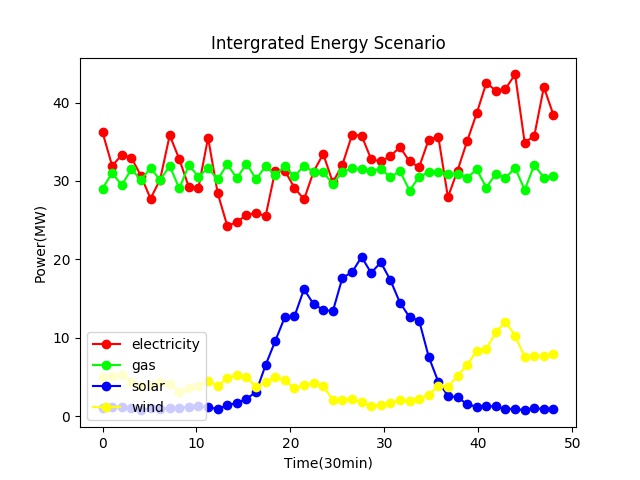 Intergrated Energy Scenario
Power(MW)
40
30
20
10
0
electricity
gas
solar
wind
0 10 20 30 40 50
Time(30min)